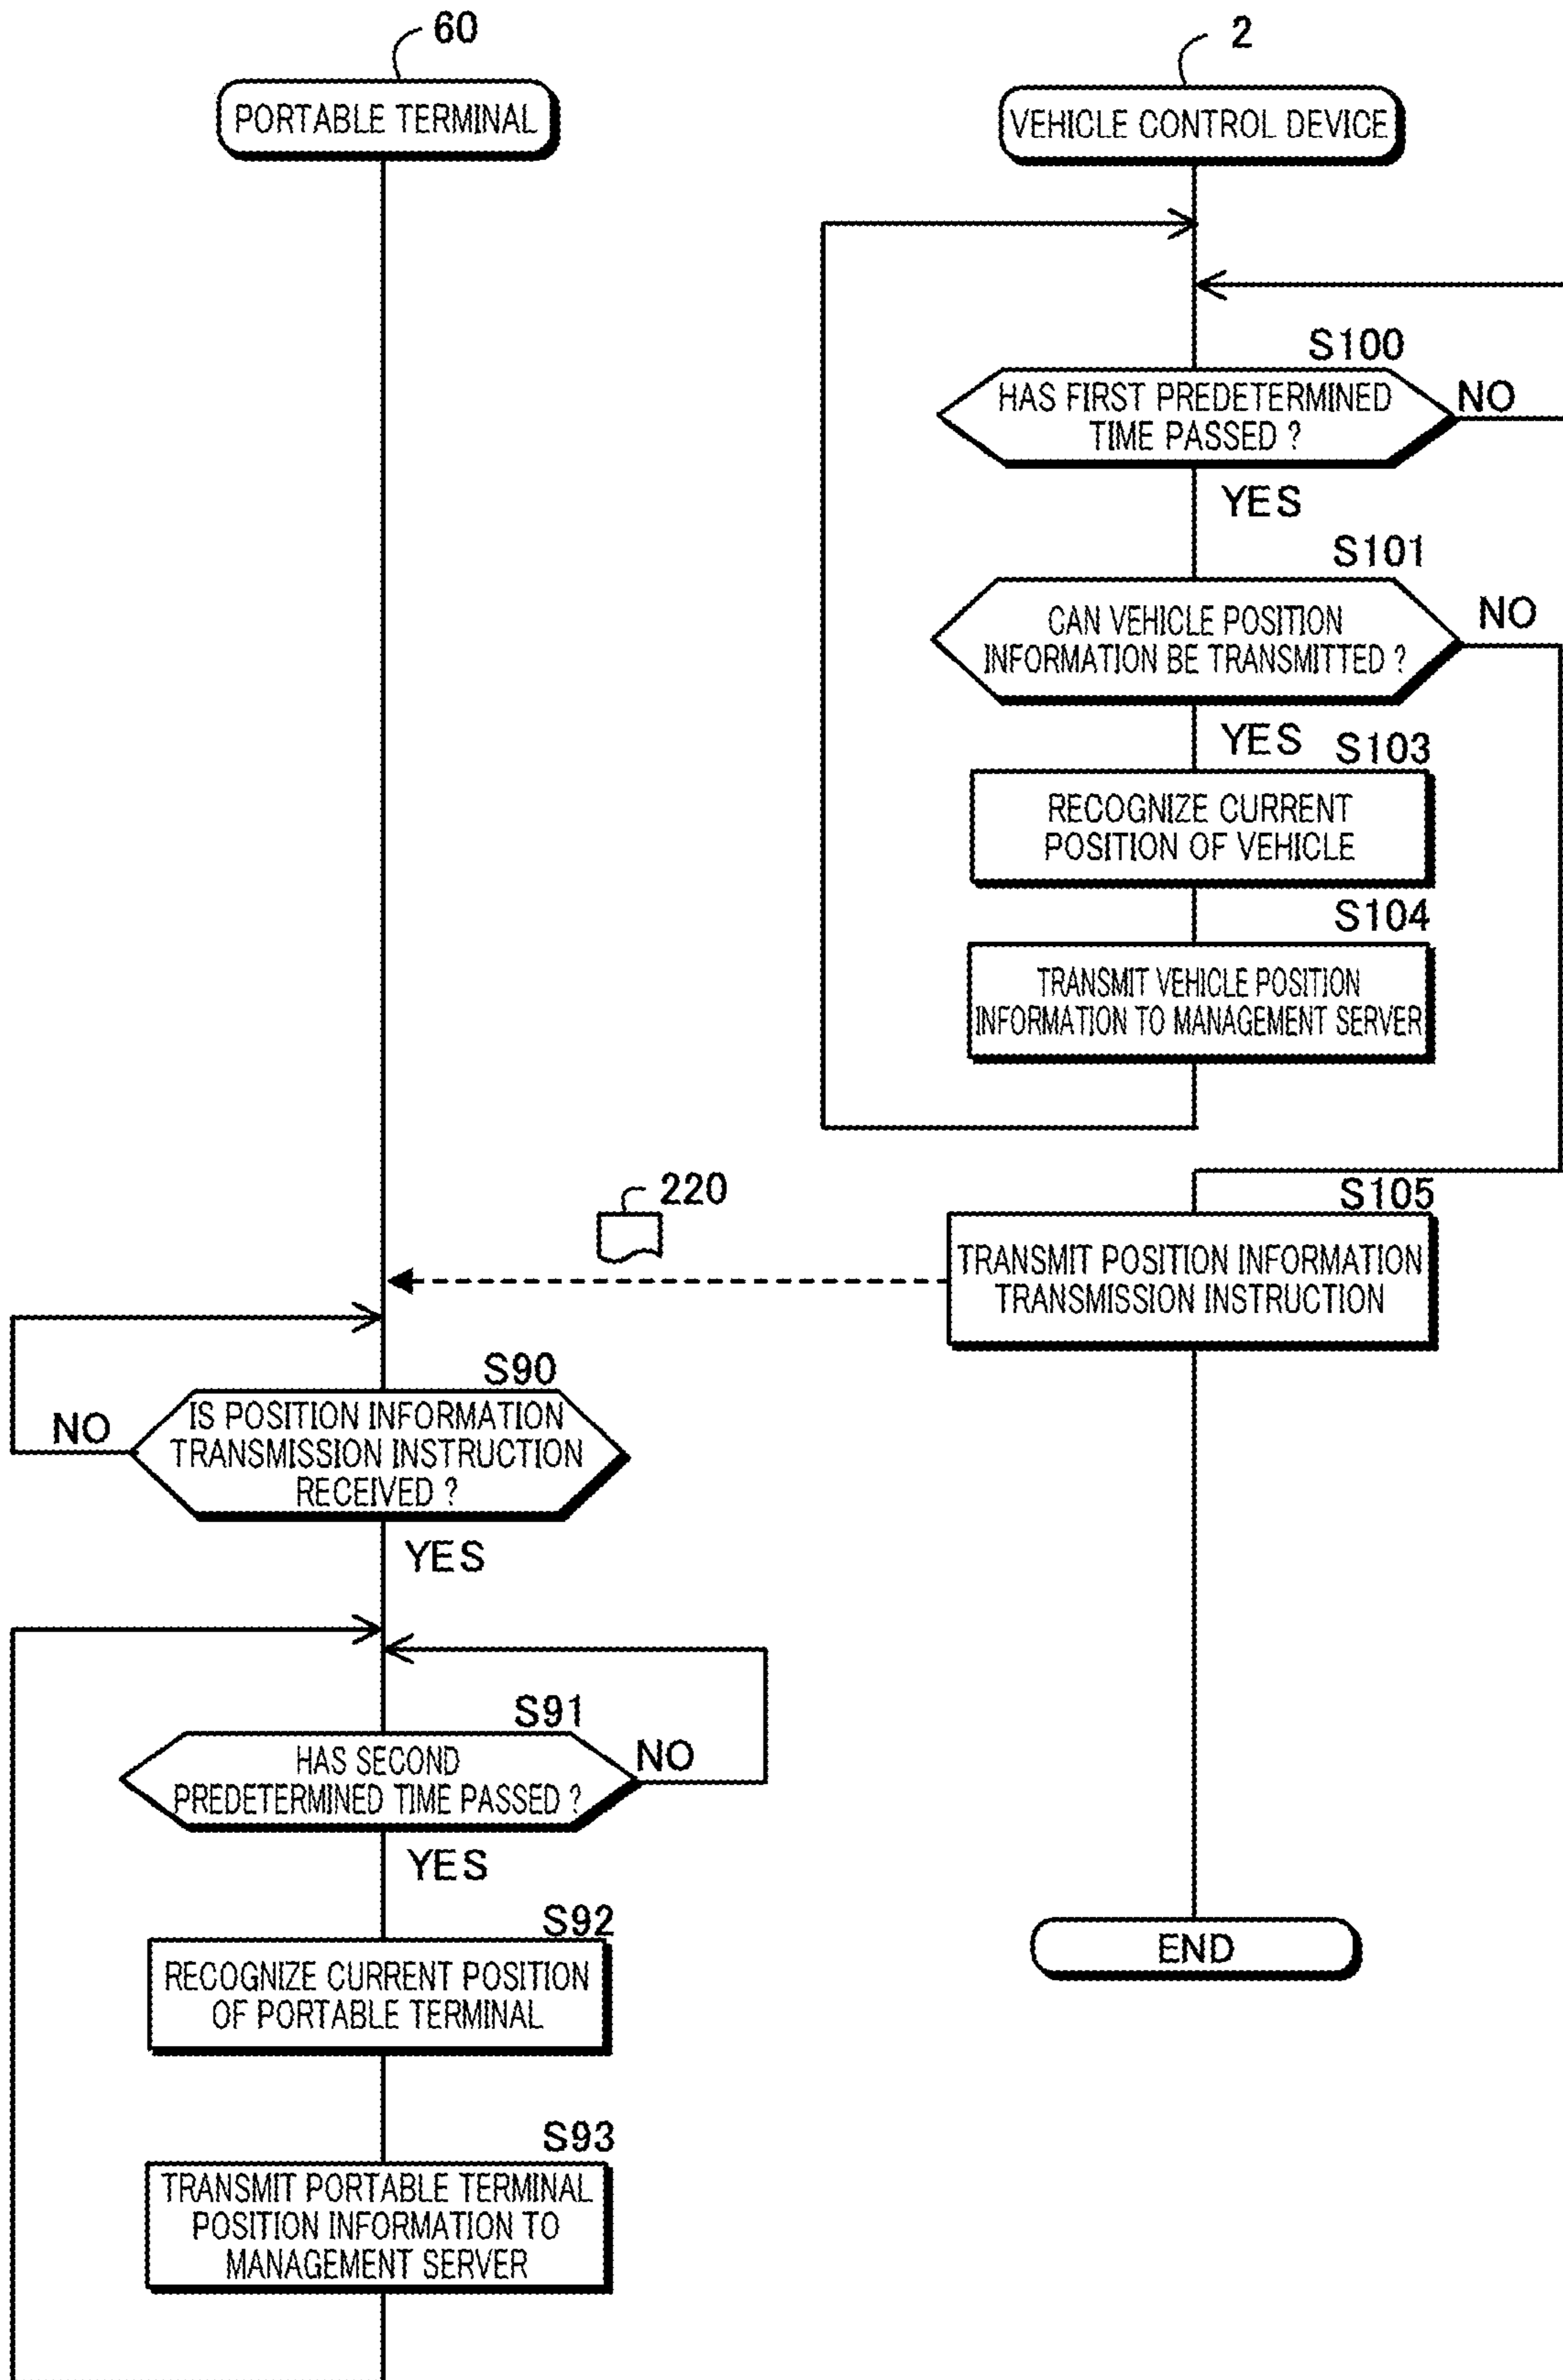 60
2
PORTABLE TERMINAL
VEHICLE CONTROL DEVICE
S100
HAS FIRST PREDETERMINED
TIME PASSED ?
NO
YES
S101
CAN VEHICLE POSITION
INFORMATION BE TRANSMITTED ?
NO
YES
S103
RECOGNIZE CURRENT
POSITION OF VEHICLE
S104
TRANSMIT VEHICLE POSITION
INFORMATION TO MANAGEMENT SERVER
220
S105
TRANSMIT POSITION INFORMATION
TRANSMISSION INSTRUCTION
S90
IS POSITION INFORMATION
TRANSMISSION INSTRUCTION
RECEIVED ?
NO
YES
S91
HAS SECOND
PREDETERMINED TIME PASSED ?
NO
YES
S92
RECOGNIZE CURRENT POSITION
OF PORTABLE TERMINAL
END
S93
TRANSMIT PORTABLE TERMINAL
POSITION INFORMATION TO
MANAGEMENT SERVER